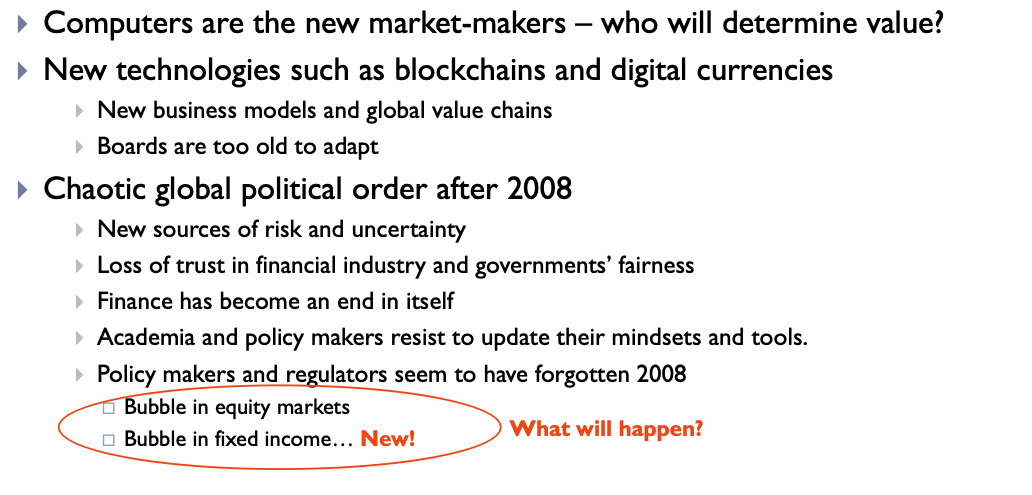 Computers are the new market-makers – who will determine value?
New technologies such as blockchains and digital currencies
New business models and global value chains
Boards are too old to adapt
Chaotic global political order after 2008
New sources of risk and uncertainty
Loss of trust in financial industry and governments’ fairness
Finance has become an end in itself
Academia and policy makers resist to update their mindsets and tools.
Policy makers and regulators seem to have forgotten 2008
Bubble in equity markets
Bubble in fixed income… New!
What will happen?